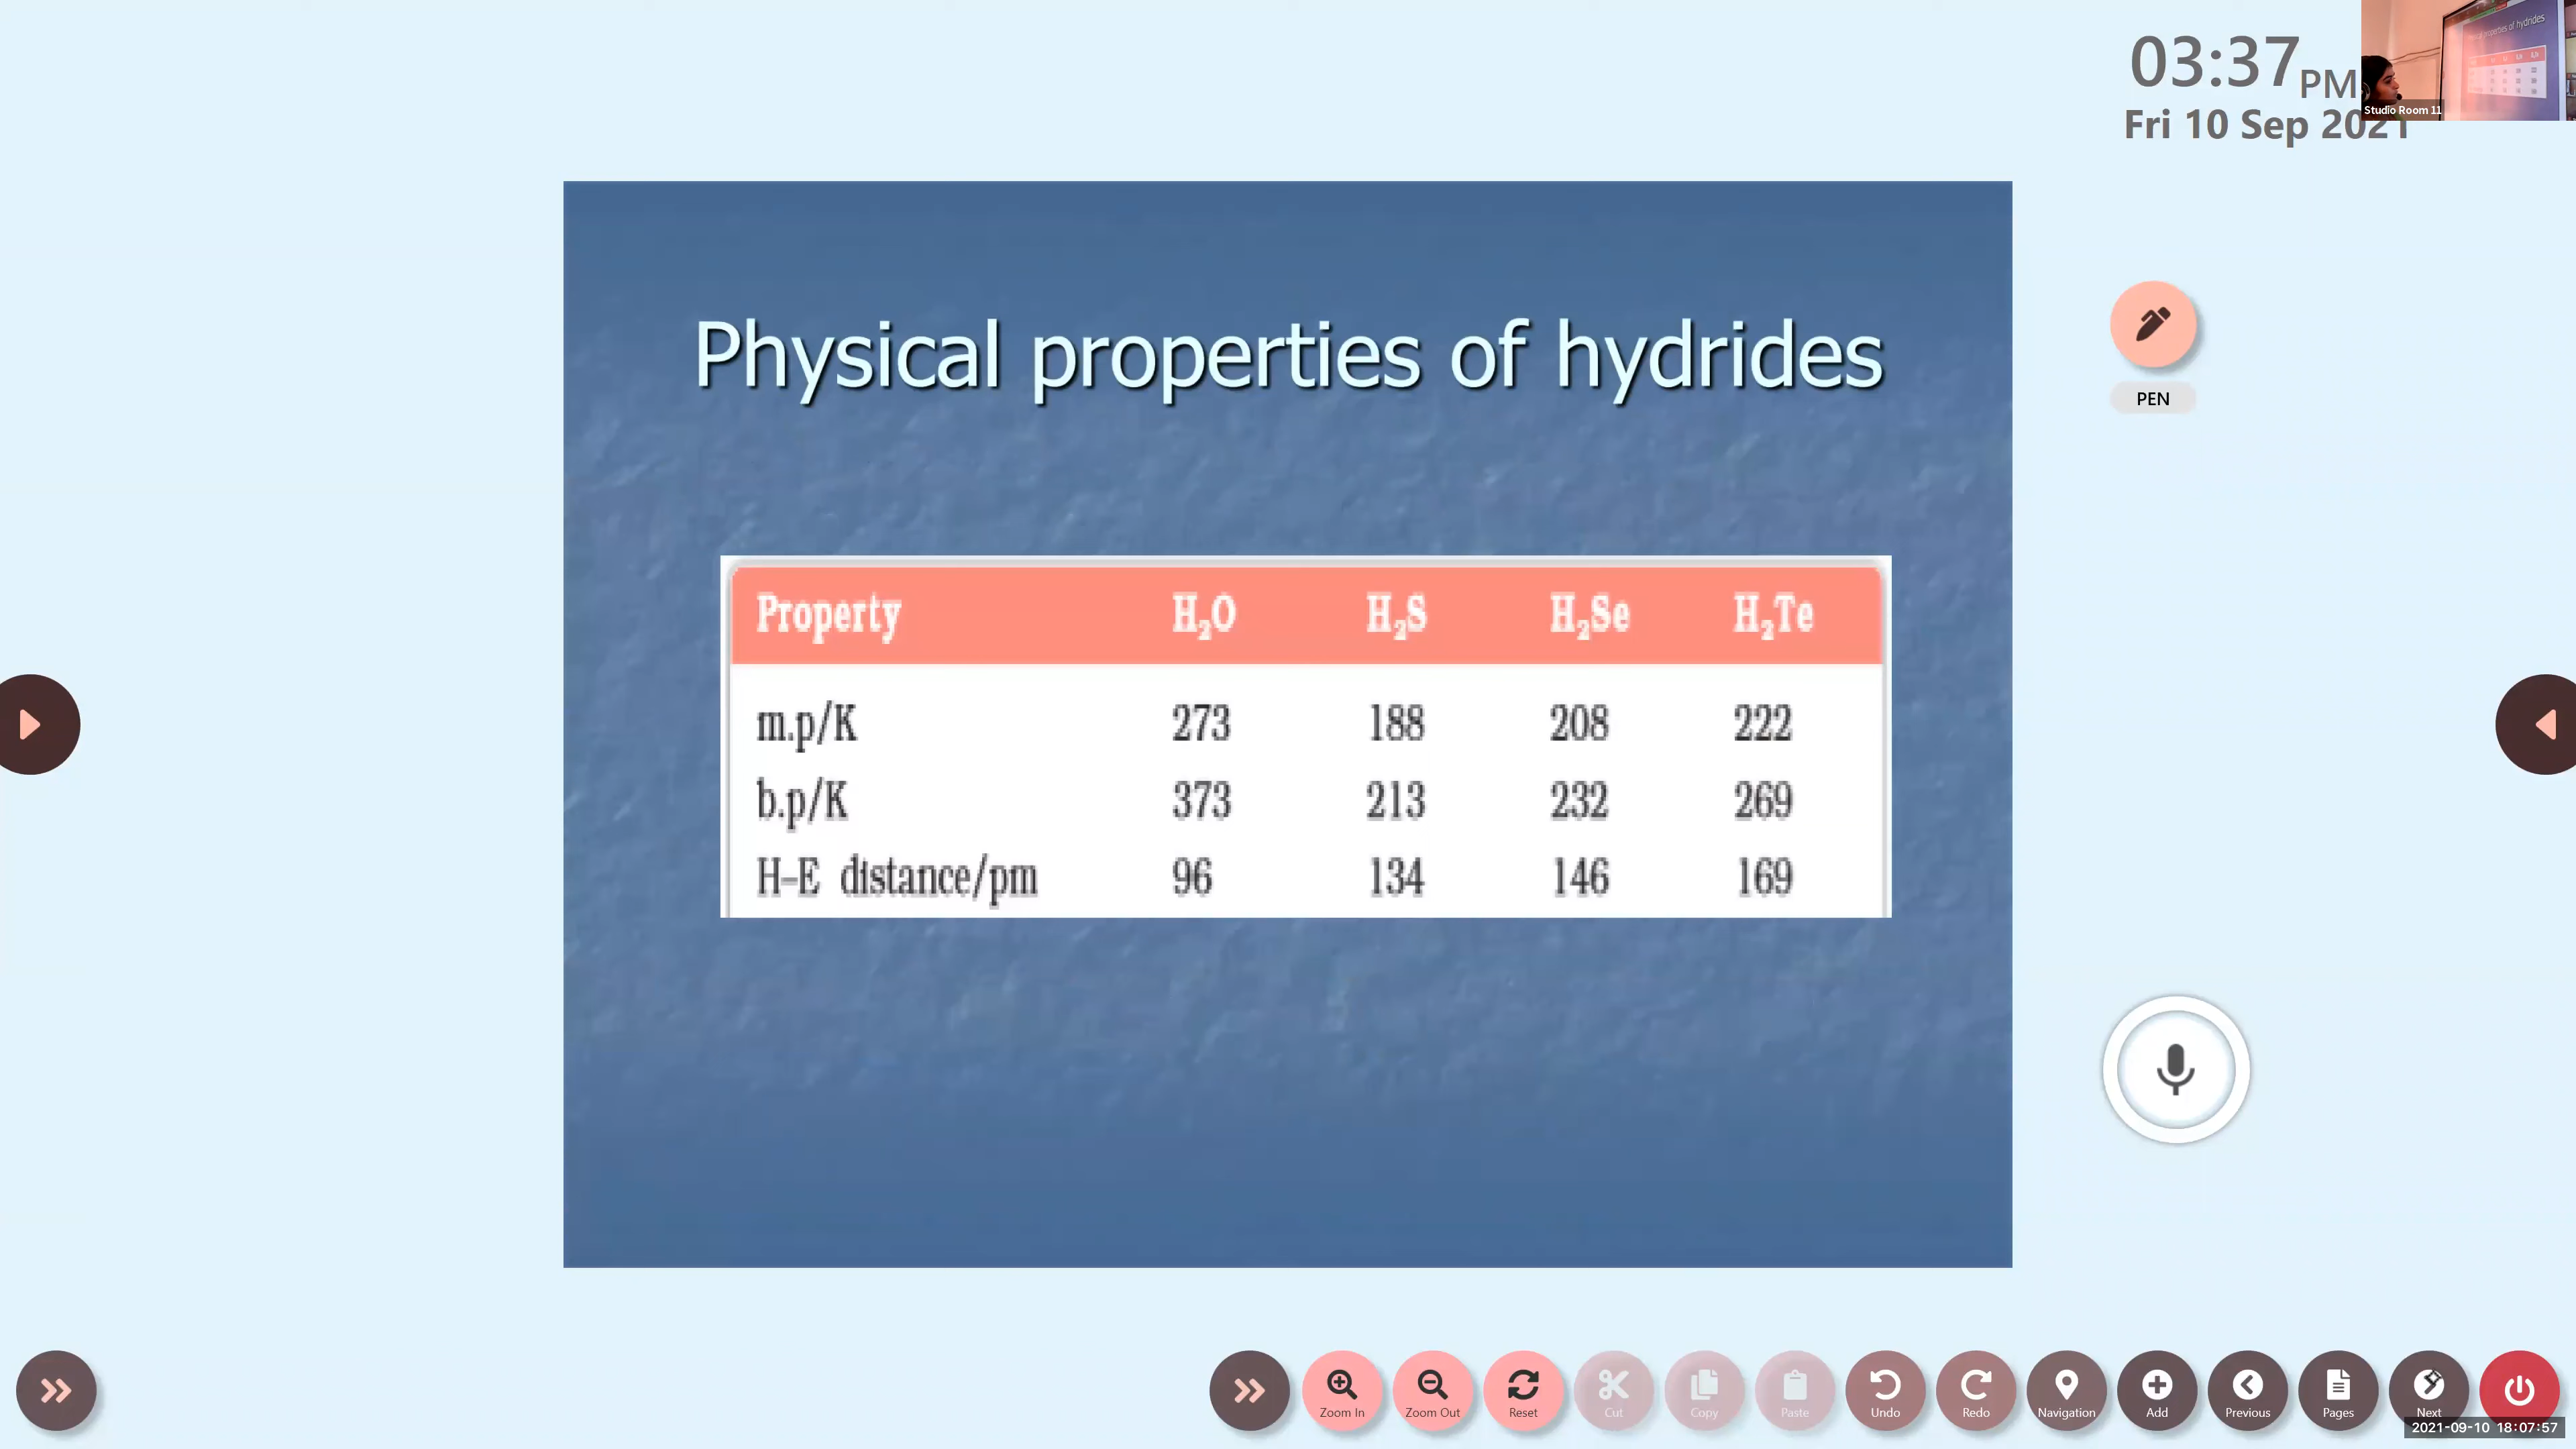 03:37 PM
Fri 10 Sep 2021
Studio Room 11
Physical properties of hydrides
PEN
Property H₂O H₂S H₂Se H₂Te
m.p/K 273 188 208 222
b.p/K 373 213 232 269
H–E distance/pm 96 134 146 169
Zoom In Zoom Out Reset Cut Copy Paste Undo Redo Navigation Add Previous Pages Next
2021-09-10 18:07:57